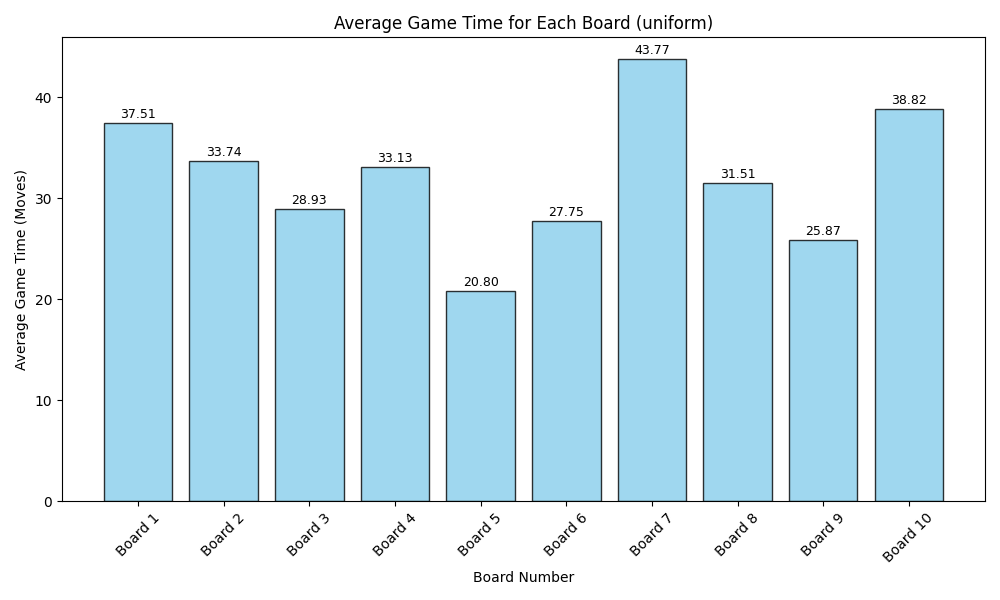 Average Game Time for Each Board (uniform)
Average Game Time (Moves)
40
30
20
10
0
37.51
33.74
28.93
33.13
20.80
27.75
43.77
31.51
25.87
38.82
Board 1
Board 2
Board 3
Board 4
Board 5
Board 6
Board 7
Board 8
Board 9
Board 10
Board Number